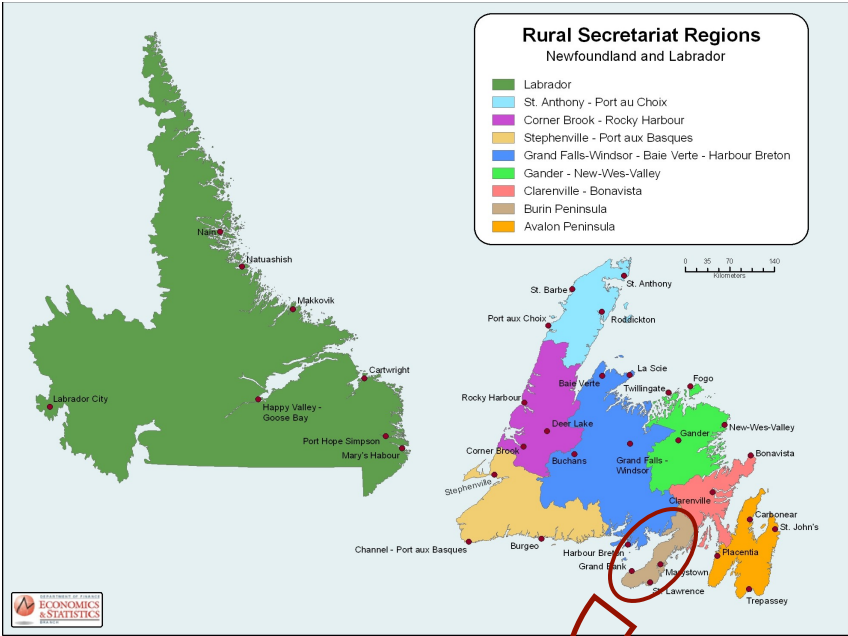 Rural Secretariat Regions
Newfoundland and Labrador
Labrador
St. Anthony - Port au Choix
Corner Brook - Rocky Harbour
Stephenville - Port aux Basques
Grand Falls-Windsor - Baie Verte - Harbour Breton
Gander - New-Wes-Valley
Clarenville - Bonavista
Burin Peninsula
Avalon Peninsula
0 35 70 140
Kilometers
Nain
Natuashish
Makkovik
Cartwright
Labrador City
Happy Valley -
Goose Bay
Port Hope Simpson
Mary's Habour
St. Anthony
St. Barbe
Roddickton
Port aux Choix
La Scie
Baie Verte
Twillingate
Fogo
Rocky Harbour
Deer Lake
New-Wes-Valley
Gander
Corner Brook
Buchans
Grand Falls -
Windsor
Bonavista
Stephenville
Clarenville
Carbonear
St. John's
Channel - Port aux Basques
Burgeo
Harbour Breton
Placentia
Grand Bank
Marystown
St. Lawrence
Trepassey
DEPARTMENT OF FINANCE
ECONOMICS
& STATISTICS
BRANCH